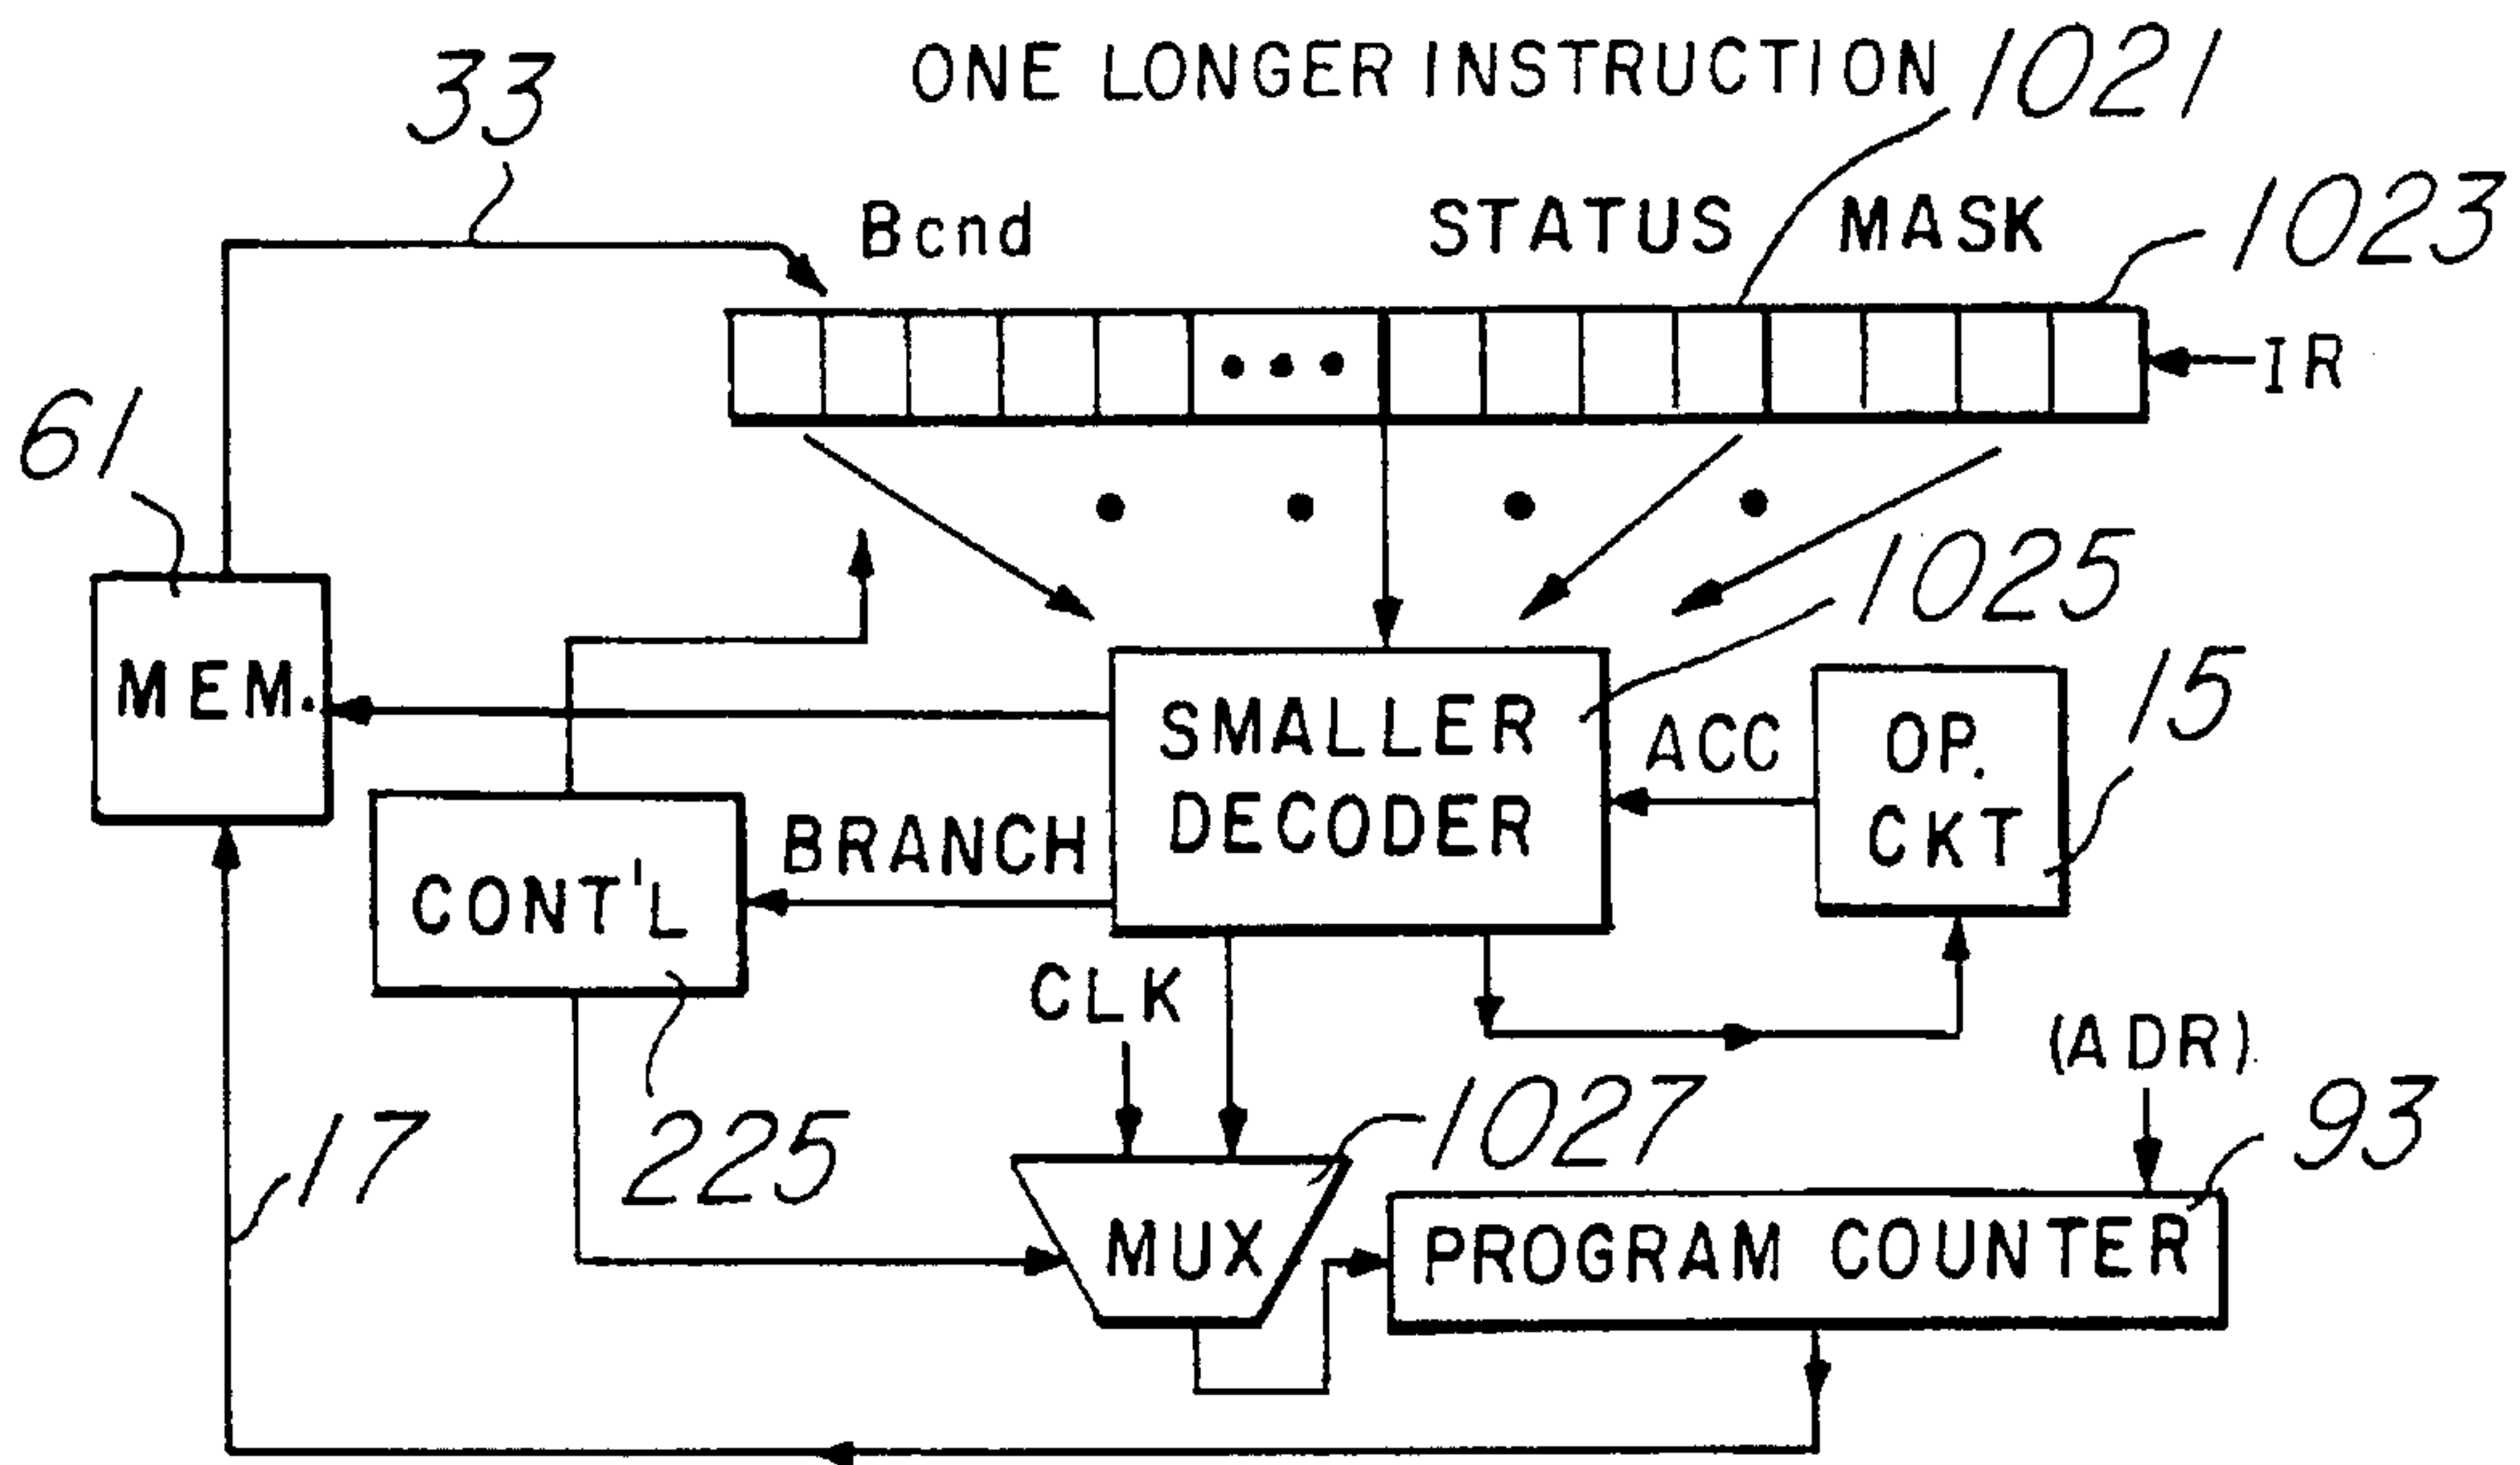 33
ONE LONGER INSTRUCTION
1021
Bcnd
STATUS MASK
1023
IR
61
1025
MEM.
SMALLER
DECODER
ACC
OP.
CKT
15
CONT'L
BRANCH
CLK
(ADR)
17
225
1027
93
MUX
PROGRAM COUNTER